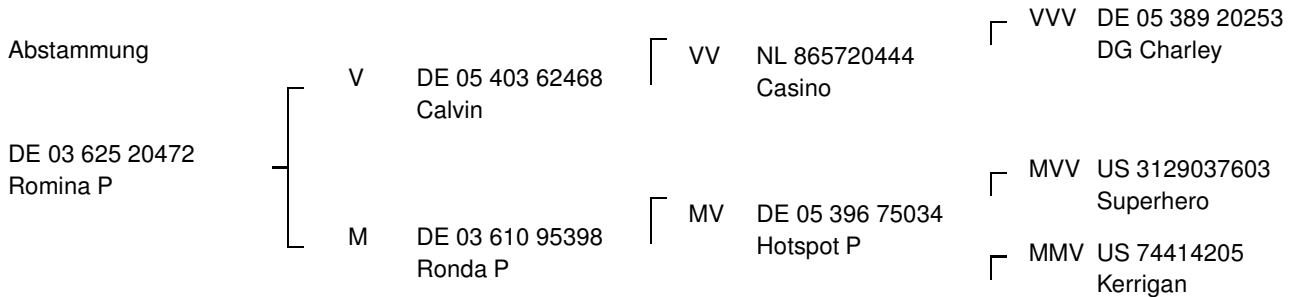 Abstammung
DE 03 625 20472
Romina P
V DE 05 403 62468
Calvin
M DE 03 610 95398
Ronda P
VV NL 865720444
Casino
MV DE 05 396 75034
Hotspot P
VVV DE 05 389 20253
DG Charley
MVV US 3129037603
Superhero
MMV US 74414205
Kerrigan